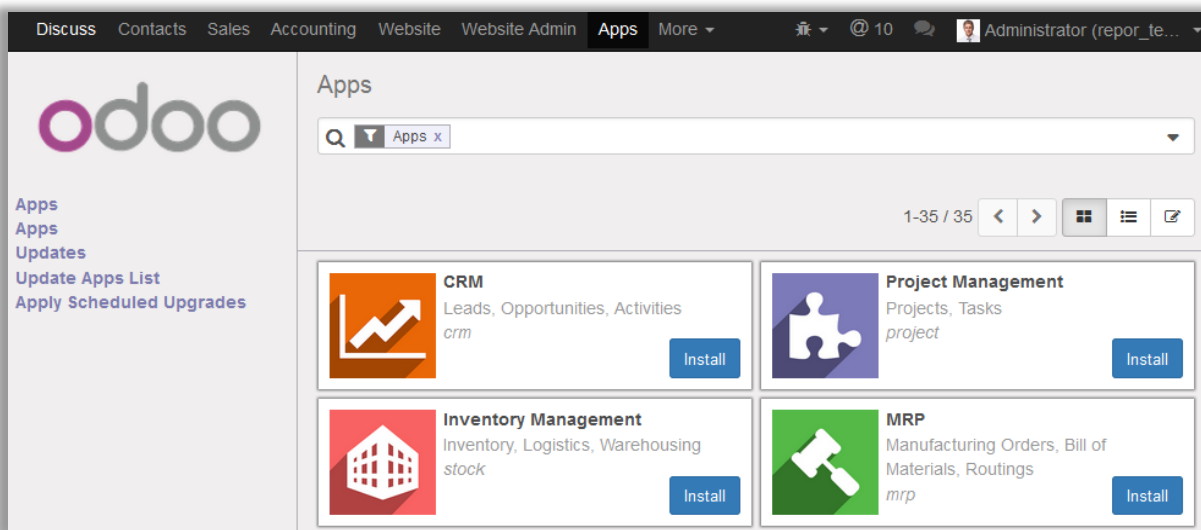 Discuss Contacts Sales Accounting Website Website Admin Apps More @ 10 Administrator (repor_te...
odoo
Apps
Apps
Updates
Update Apps List
Apply Scheduled Upgrades
Apps
Apps x
1-35 / 35
CRM
Leads, Opportunities, Activities
crm
Install
Project Management
Projects, Tasks
project
Install
Inventory Management
Inventory, Logistics, Warehousing
stock
Install
MRP
Manufacturing Orders, Bill of
Materials, Routings
mrp
Install